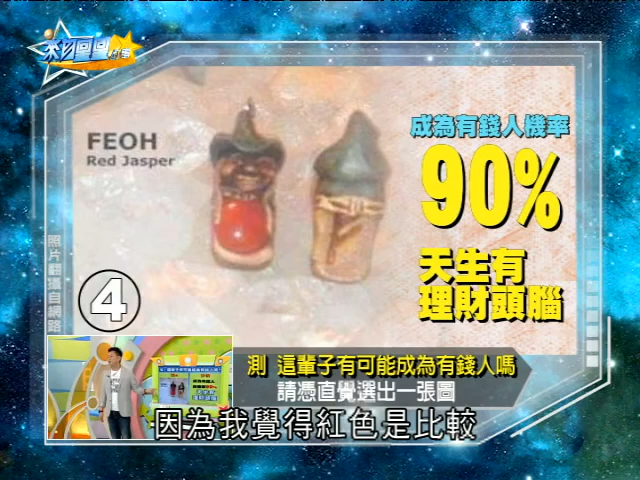 FEOH
Red Jasper
成為有錢人機率
90%
天生有
理財頭腦
照片翻攝自網路
4
測 這輩子有可能成為有錢人嗎
請憑直覺選出一張圖
因為我覺得紅色是比較